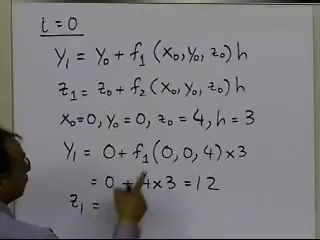 i = 0
y₁ = y₀ + f₁ (x₀, y₀, z₀) h
z₁ = z₀ + f₂ (x₀, y₀, z₀) h
x₀=0, y₀ = 0, z₀ = 4, h = 3
y₁ = 0 + f₁ (0, 0, 4) × 3
= 0 + 4 × 3 = 12
z₁ =